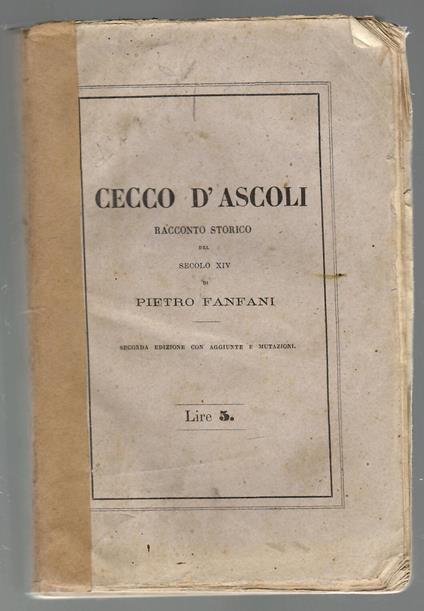 CECCO D'ASCOLI
RACCONTO STORICO
DEL
SECOLO XIV
DI
PIETRO FANFANI
SECONDA EDIZIONE CON AGGIUNTE E MUTAZIONI.
Lire 5.